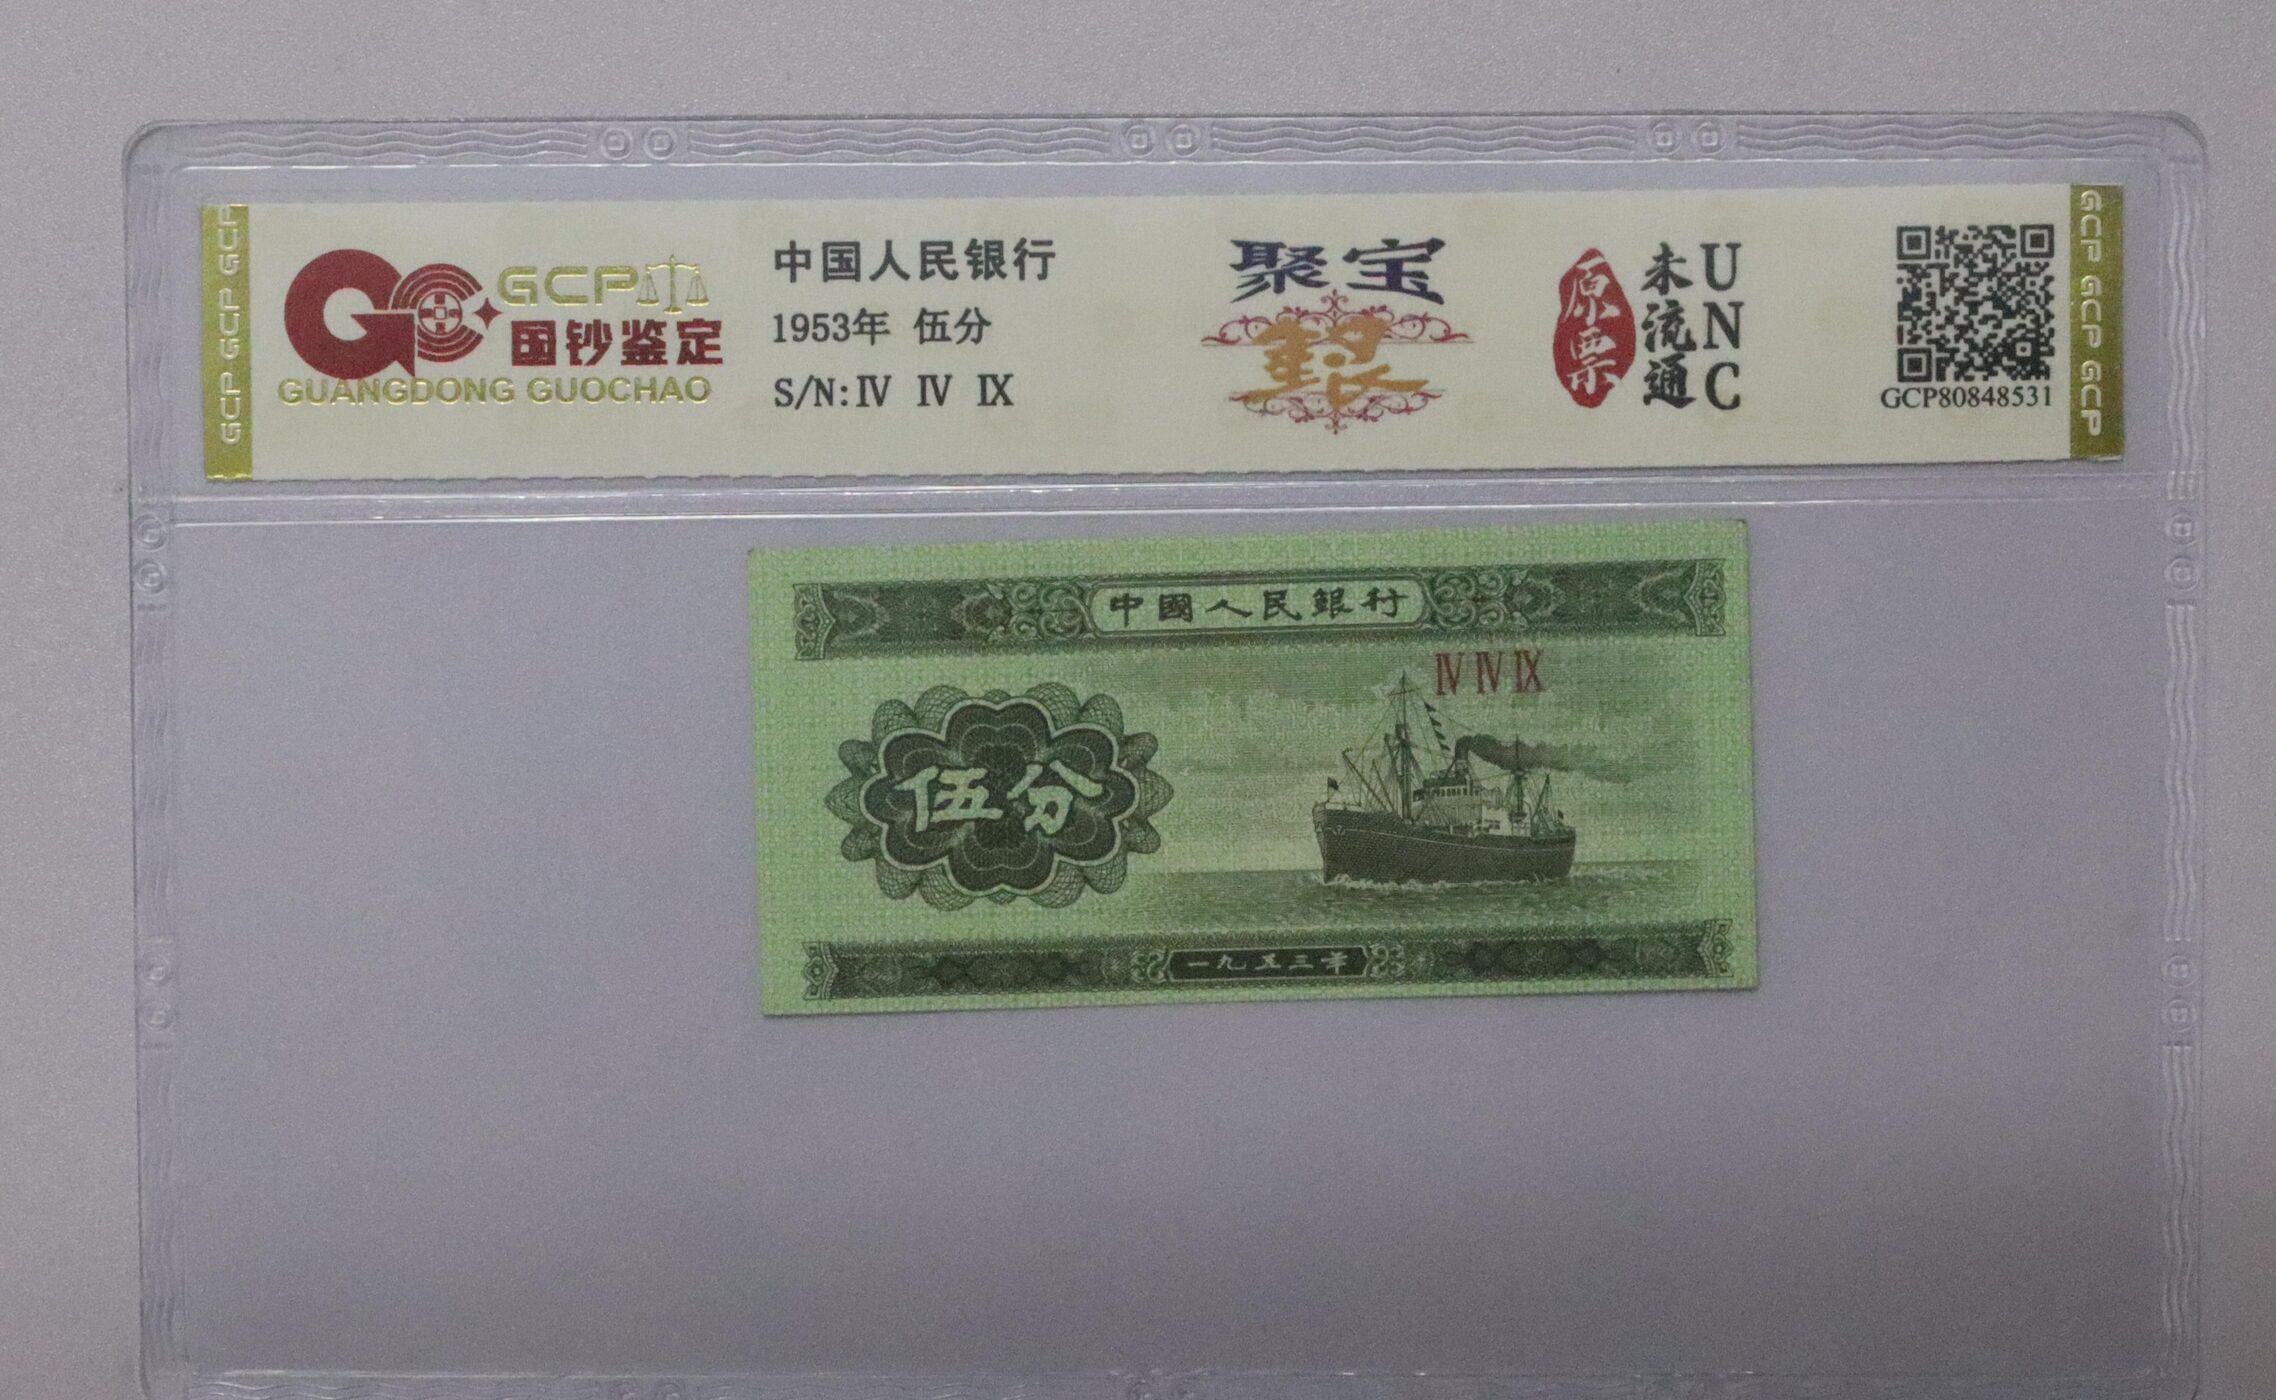 GCP GCP GCP
GCP
国钞鉴定
GUANGDONG GUOCHAO
中国人民银行
1953年 伍分
S/N:Ⅳ Ⅳ Ⅸ
聚宝
银
原票
未流通
UNC
GCP80848531
GCP GCP GCP
中國人民銀行
Ⅳ Ⅳ Ⅸ
伍分
一九五三年